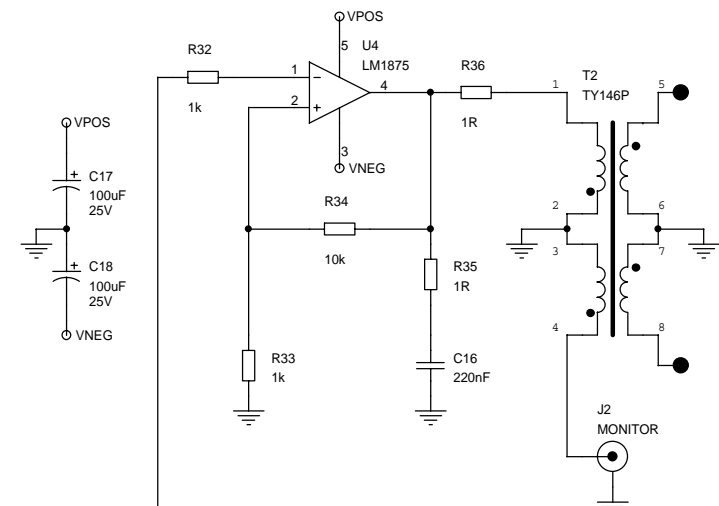 VPOS
5
U4
LM1875
R32
1
−
4
R36
1
T2
TY146P
5
1k
2
+
1R
VPOS
3
VNEG
+
C17
100uF
25V
R34
2
6
10k
3
7
+
C18
100uF
25V
R35
1R
VNEG
4
8
R33
1k
C16
220nF
J2
MONITOR